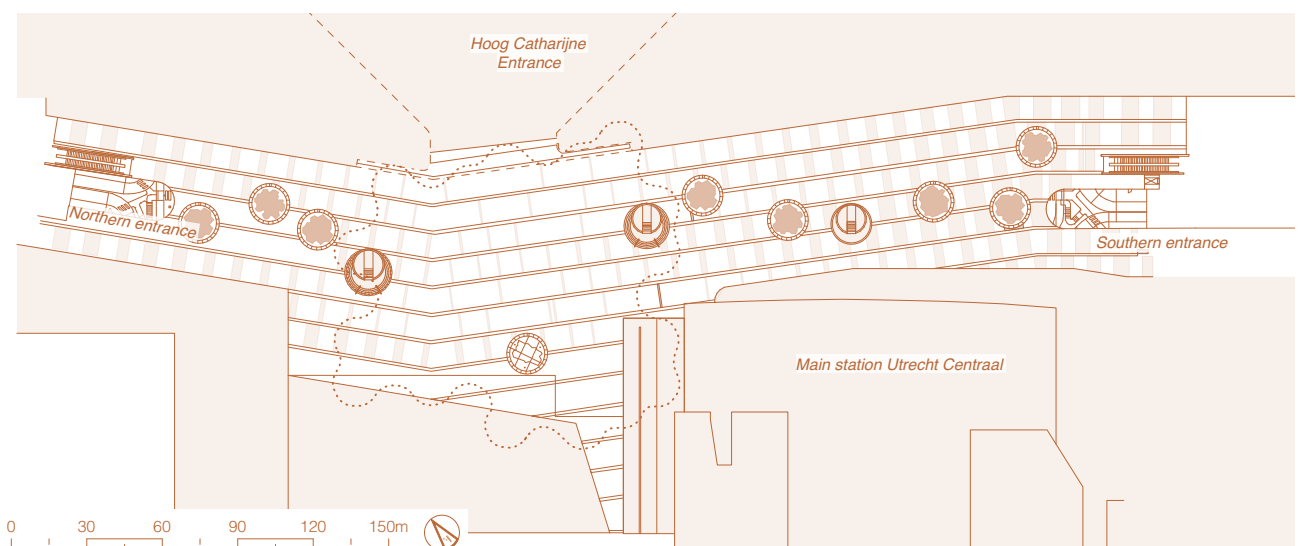 Hoog Catharijne
Entrance
Northern entrance
Southern entrance
Main station Utrecht Centraal
0 30 60 90 120 150m